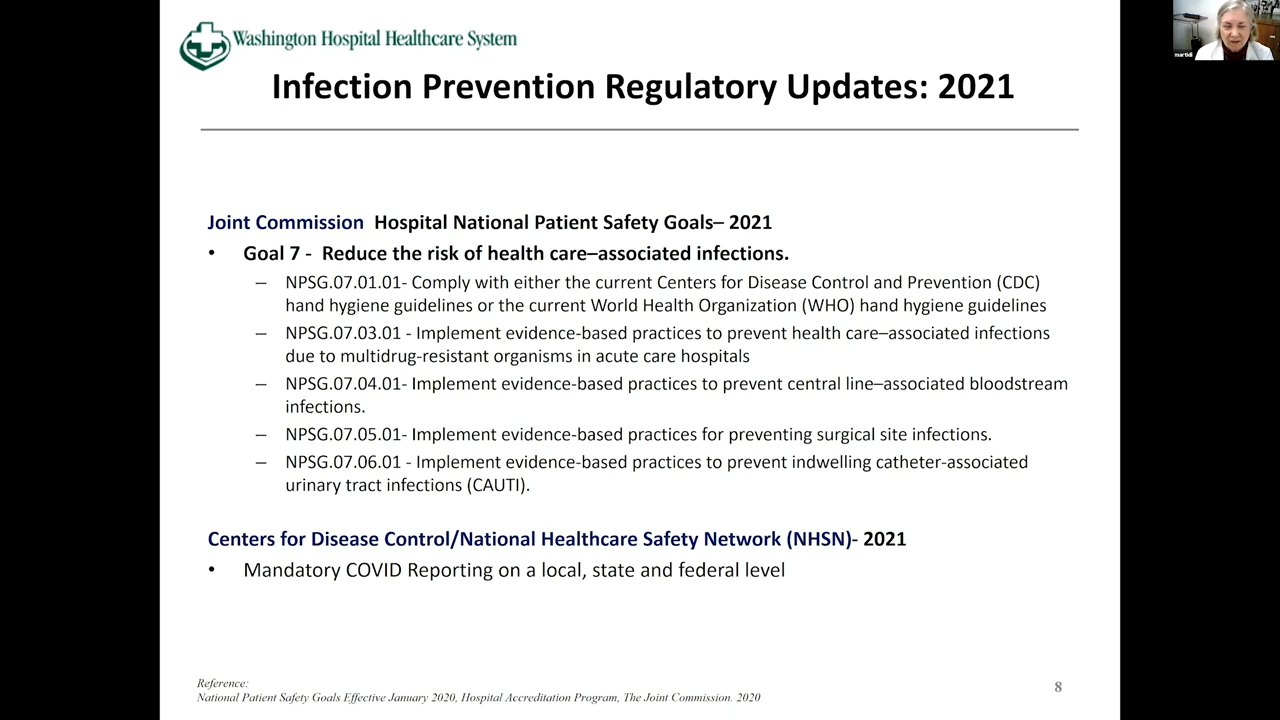 Washington Hospital Healthcare System
Infection Prevention Regulatory Updates: 2021
Joint Commission Hospital National Patient Safety Goals– 2021
• Goal 7 - Reduce the risk of health care–associated infections.
– NPSG.07.01.01- Comply with either the current Centers for Disease Control and Prevention (CDC)
hand hygiene guidelines or the current World Health Organization (WHO) hand hygiene guidelines
– NPSG.07.03.01 - Implement evidence-based practices to prevent health care–associated infections
due to multidrug-resistant organisms in acute care hospitals
– NPSG.07.04.01- Implement evidence-based practices to prevent central line–associated bloodstream
infections.
– NPSG.07.05.01- Implement evidence-based practices for preventing surgical site infections.
– NPSG.07.06.01 - Implement evidence-based practices to prevent indwelling catheter-associated
urinary tract infections (CAUTI).
Centers for Disease Control/National Healthcare Safety Network (NHSN)- 2021
• Mandatory COVID Reporting on a local, state and federal level
Reference:
National Patient Safety Goals Effective January 2020, Hospital Accreditation Program, The Joint Commission. 2020
8
martidi